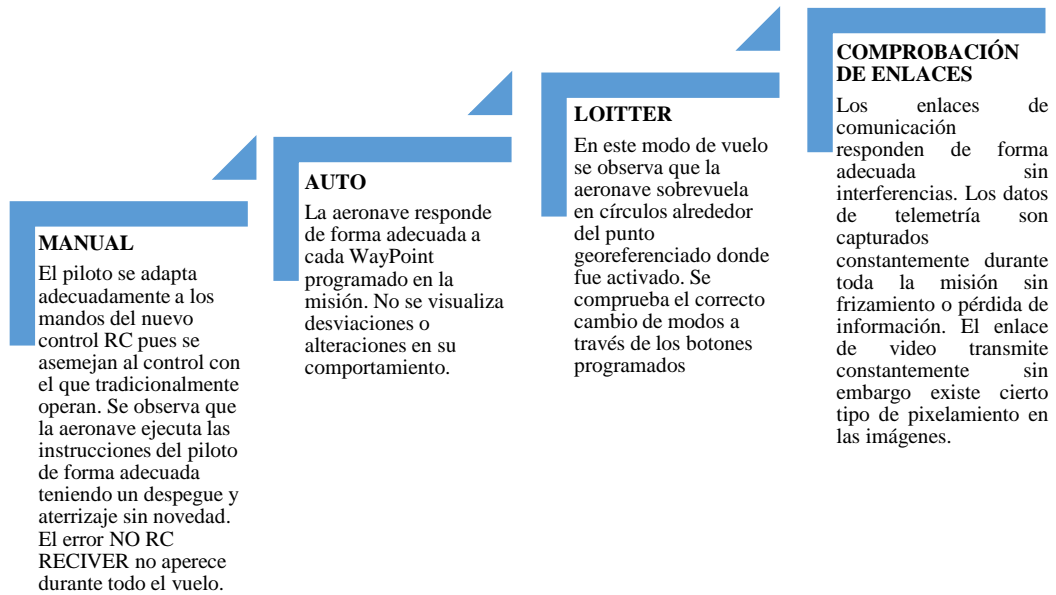 MANUAL
El piloto se adapta
adecuadamente a los
mandos del nuevo
control RC pues se
asemejan al control con
el que tradicionalmente
operan. Se observa que
la aeronave ejecuta las
instrucciones del piloto
de forma adecuada
teniendo un despegue y
aterrizaje sin novedad.
El error NO RC
RECIVER no aperece
durante todo el vuelo.
AUTO
La aeronave responde
de forma adecuada a
cada WayPoint
programado en la
misión. No se visualiza
desviaciones o
alteraciones en su
comportamiento.
LOITTER
En este modo de vuelo
se observa que la
aeronave sobrevuela
en círculos alrededor
del punto
georeferenciado donde
fue activado. Se
comprueba el correcto
cambio de modos a
través de los botones
programados
COMPROBACIÓN
DE ENLACES
Los enlaces de
comunicación
responden de forma
adecuada sin
interferencias. Los datos
de telemetría son
capturados
constantemente durante
toda la misión sin
frizamiento o pérdida de
información. El enlace
de video transmite
constantemente sin
embargo existe cierto
tipo de pixelamiento en
las imágenes.